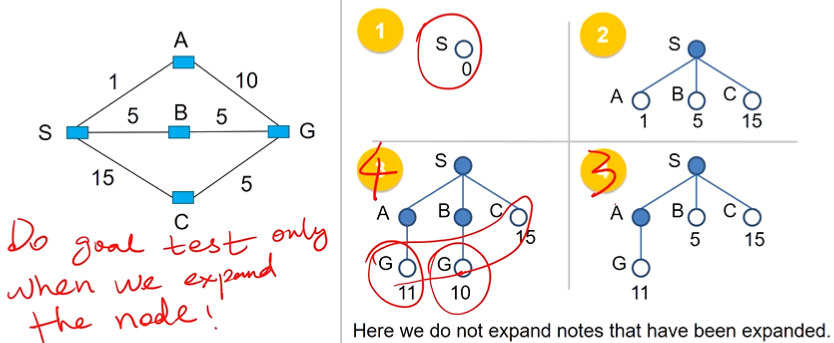 A
1
10
S
5
B
5
G
15
5
C
Do goal test only
when we expand
the node!
1
S
0
2
S
A
B
C
1
5
15
4
S
A
B
C
15
G
G
11
10
3
S
A
B
C
5
15
G
11
Here we do not expand notes that have been expanded.